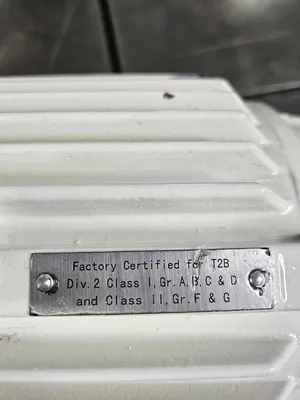 Factory Certified for T2B
Div.2 Class I,Gr.A,B,C & D
and Class II,Gr.F & G